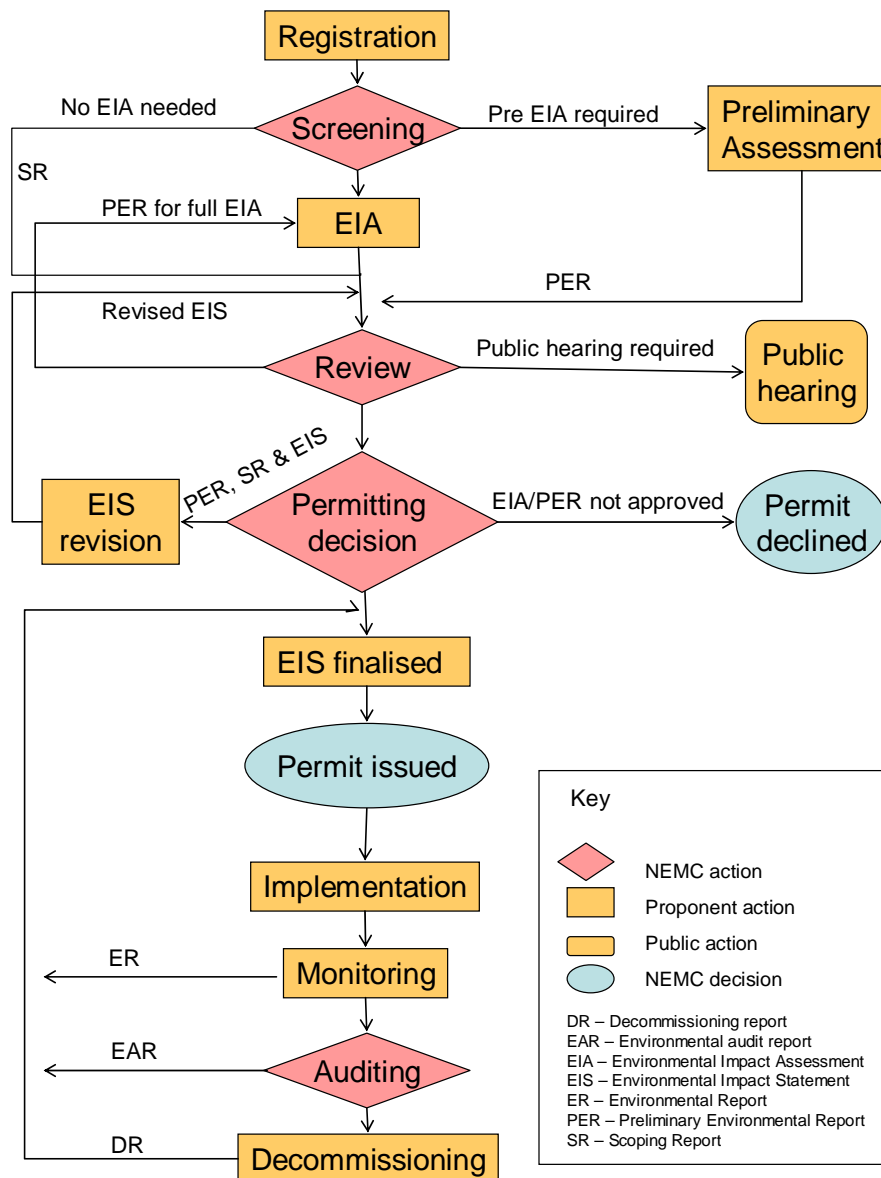 Registration
No EIA needed
Screening
Pre EIA required
Preliminary
Assessment
SR
PER for full EIA
EIA
PER
Revised EIS
Review
Public hearing required
Public
hearing
PER, SR & EIS
EIS
revision
Permitting
decision
EIA/PER not approved
Permit
declined
EIS finalised
Permit issued
Implementation
ER
Monitoring
EAR
Auditing
DR
Decommissioning
Key
NEMC action
Proponent action
Public action
NEMC decision
DR – Decommissioning report
EAR – Environmental audit report
EIA – Environmental Impact Assessment
EIS – Environmental Impact Statement
ER – Environmental Report
PER – Preliminary Environmental Report
SR – Scoping Report